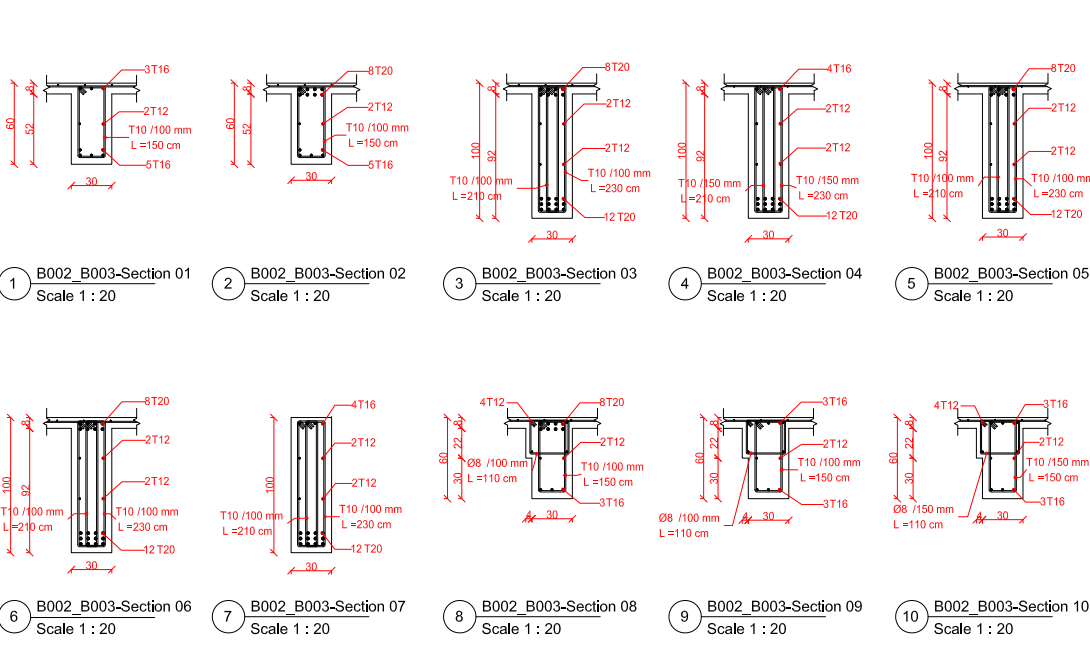 3T16
8
60
52
2T12
T10 /100 mm
L =150 cm
5T16
30
1
B002_B003-Section 01
Scale 1 : 20
8T20
8
60
52
2T12
T10 /100 mm
L =150 cm
5T16
30
2
B002_B003-Section 02
Scale 1 : 20
8T20
8
2T12
100
92
2T12
T10 /100 mm
L =210 cm
T10 /100 mm
L =230 cm
12 T20
30
3
B002_B003-Section 03
Scale 1 : 20
4T16
8
2T12
100
92
2T12
T10 /150 mm
L =210 cm
T10 /150 mm
L =230 cm
12 T20
30
4
B002_B003-Section 04
Scale 1 : 20
8T20
8
2T12
100
92
2T12
T10 /100 mm
L =210 cm
T10 /100 mm
L =230 cm
12 T20
30
5
B002_B003-Section 05
Scale 1 : 20
8T20
8
2T12
100
92
2T12
T10 /100 mm
L =210 cm
T10 /100 mm
L =230 cm
12 T20
30
6
B002_B003-Section 06
Scale 1 : 20
4T16
2T12
100
2T12
T10 /100 mm
L =210 cm
T10 /100 mm
L =230 cm
12 T20
30
7
B002_B003-Section 07
Scale 1 : 20
4T12
8T20
8
22
60
30
2T12
Ø8 /100 mm
L =110 cm
T10 /100 mm
L =150 cm
3T16
4
30
8
B002_B003-Section 08
Scale 1 : 20
3T16
8
22
60
30
2T12
T10 /100 mm
L =150 cm
3T16
Ø8 /100 mm
L =110 cm
4
30
9
B002_B003-Section 09
Scale 1 : 20
4T12
3T16
8
22
60
30
2T12
T10 /150 mm
L =150 cm
3T16
Ø8 /150 mm
L =110 cm
4
30
10
B002_B003-Section 10
Scale 1 : 20